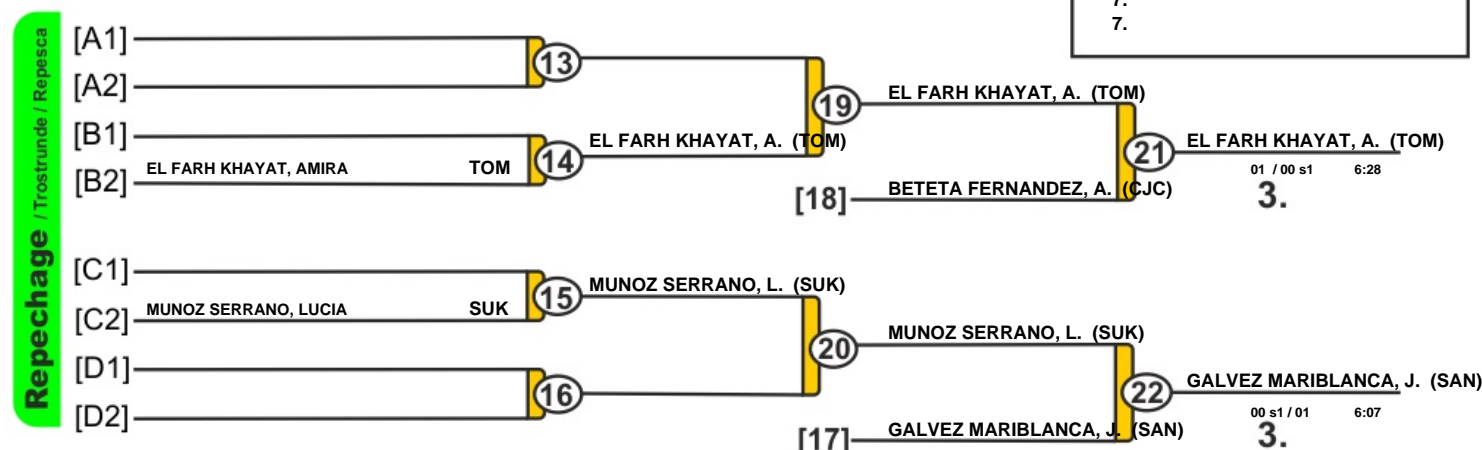 7.
7.
Repechage / Trostrunde / Repesca
[A1]
[A2]
13
[B1]
[B2] EL FARH KHAYAT, AMIRA TOM
14
EL FARH KHAYAT, A. (TOM)
19
EL FARH KHAYAT, A. (TOM)
[18] BETETA FERNANDEZ, A. (CJC)
21
EL FARH KHAYAT, A. (TOM)
01 / 00 s1 6:28
3.
[C1]
[C2] MUNOZ SERRANO, LUCIA SUK
15
MUNOZ SERRANO, L. (SUK)
[D1]
[D2]
16
20
MUNOZ SERRANO, L. (SUK)
[17] GALVEZ MARIBLANCA, J. (SAN)
22
GALVEZ MARIBLANCA, J. (SAN)
00 s1 / 01 6:07
3.